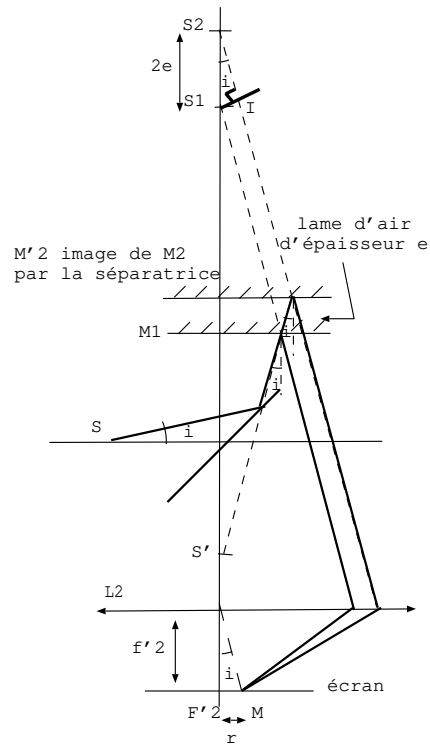 S2
2e
i
S1
I
lame d'air
d'épaisseur e
M'2 image de M2
par la séparatrice
M1
i
i
S
i
S'
L2
f'2
i
écran
F'2
M
r